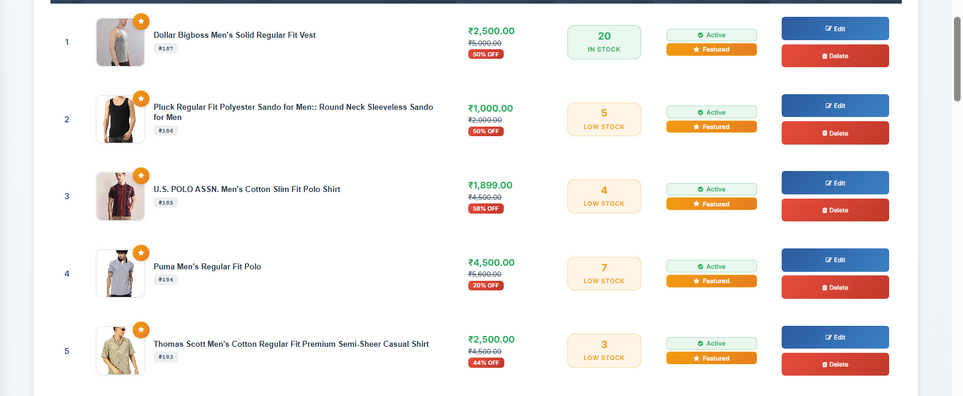 1
Dollar Bigboss Men's Solid Regular Fit Vest
#187
₹2,500.00
₹5,000.00
50% OFF
20
IN STOCK
Active
Featured
Edit
Delete
2
Pluck Regular Fit Polyester Sando for Men:: Round Neck Sleeveless Sando
for Men
#186
₹1,000.00
₹2,000.00
50% OFF
5
LOW STOCK
Active
Featured
Edit
Delete
3
U.S. POLO ASSN. Men's Cotton Slim Fit Polo Shirt
#185
₹1,899.00
₹4,500.00
58% OFF
4
LOW STOCK
Active
Featured
Edit
Delete
4
Puma Men's Regular Fit Polo
#184
₹4,500.00
₹5,600.00
20% OFF
7
LOW STOCK
Active
Featured
Edit
Delete
5
Thomas Scott Men's Cotton Regular Fit Premium Semi-Sheer Casual Shirt
#183
₹2,500.00
₹4,500.00
44% OFF
3
LOW STOCK
Active
Featured
Edit
Delete